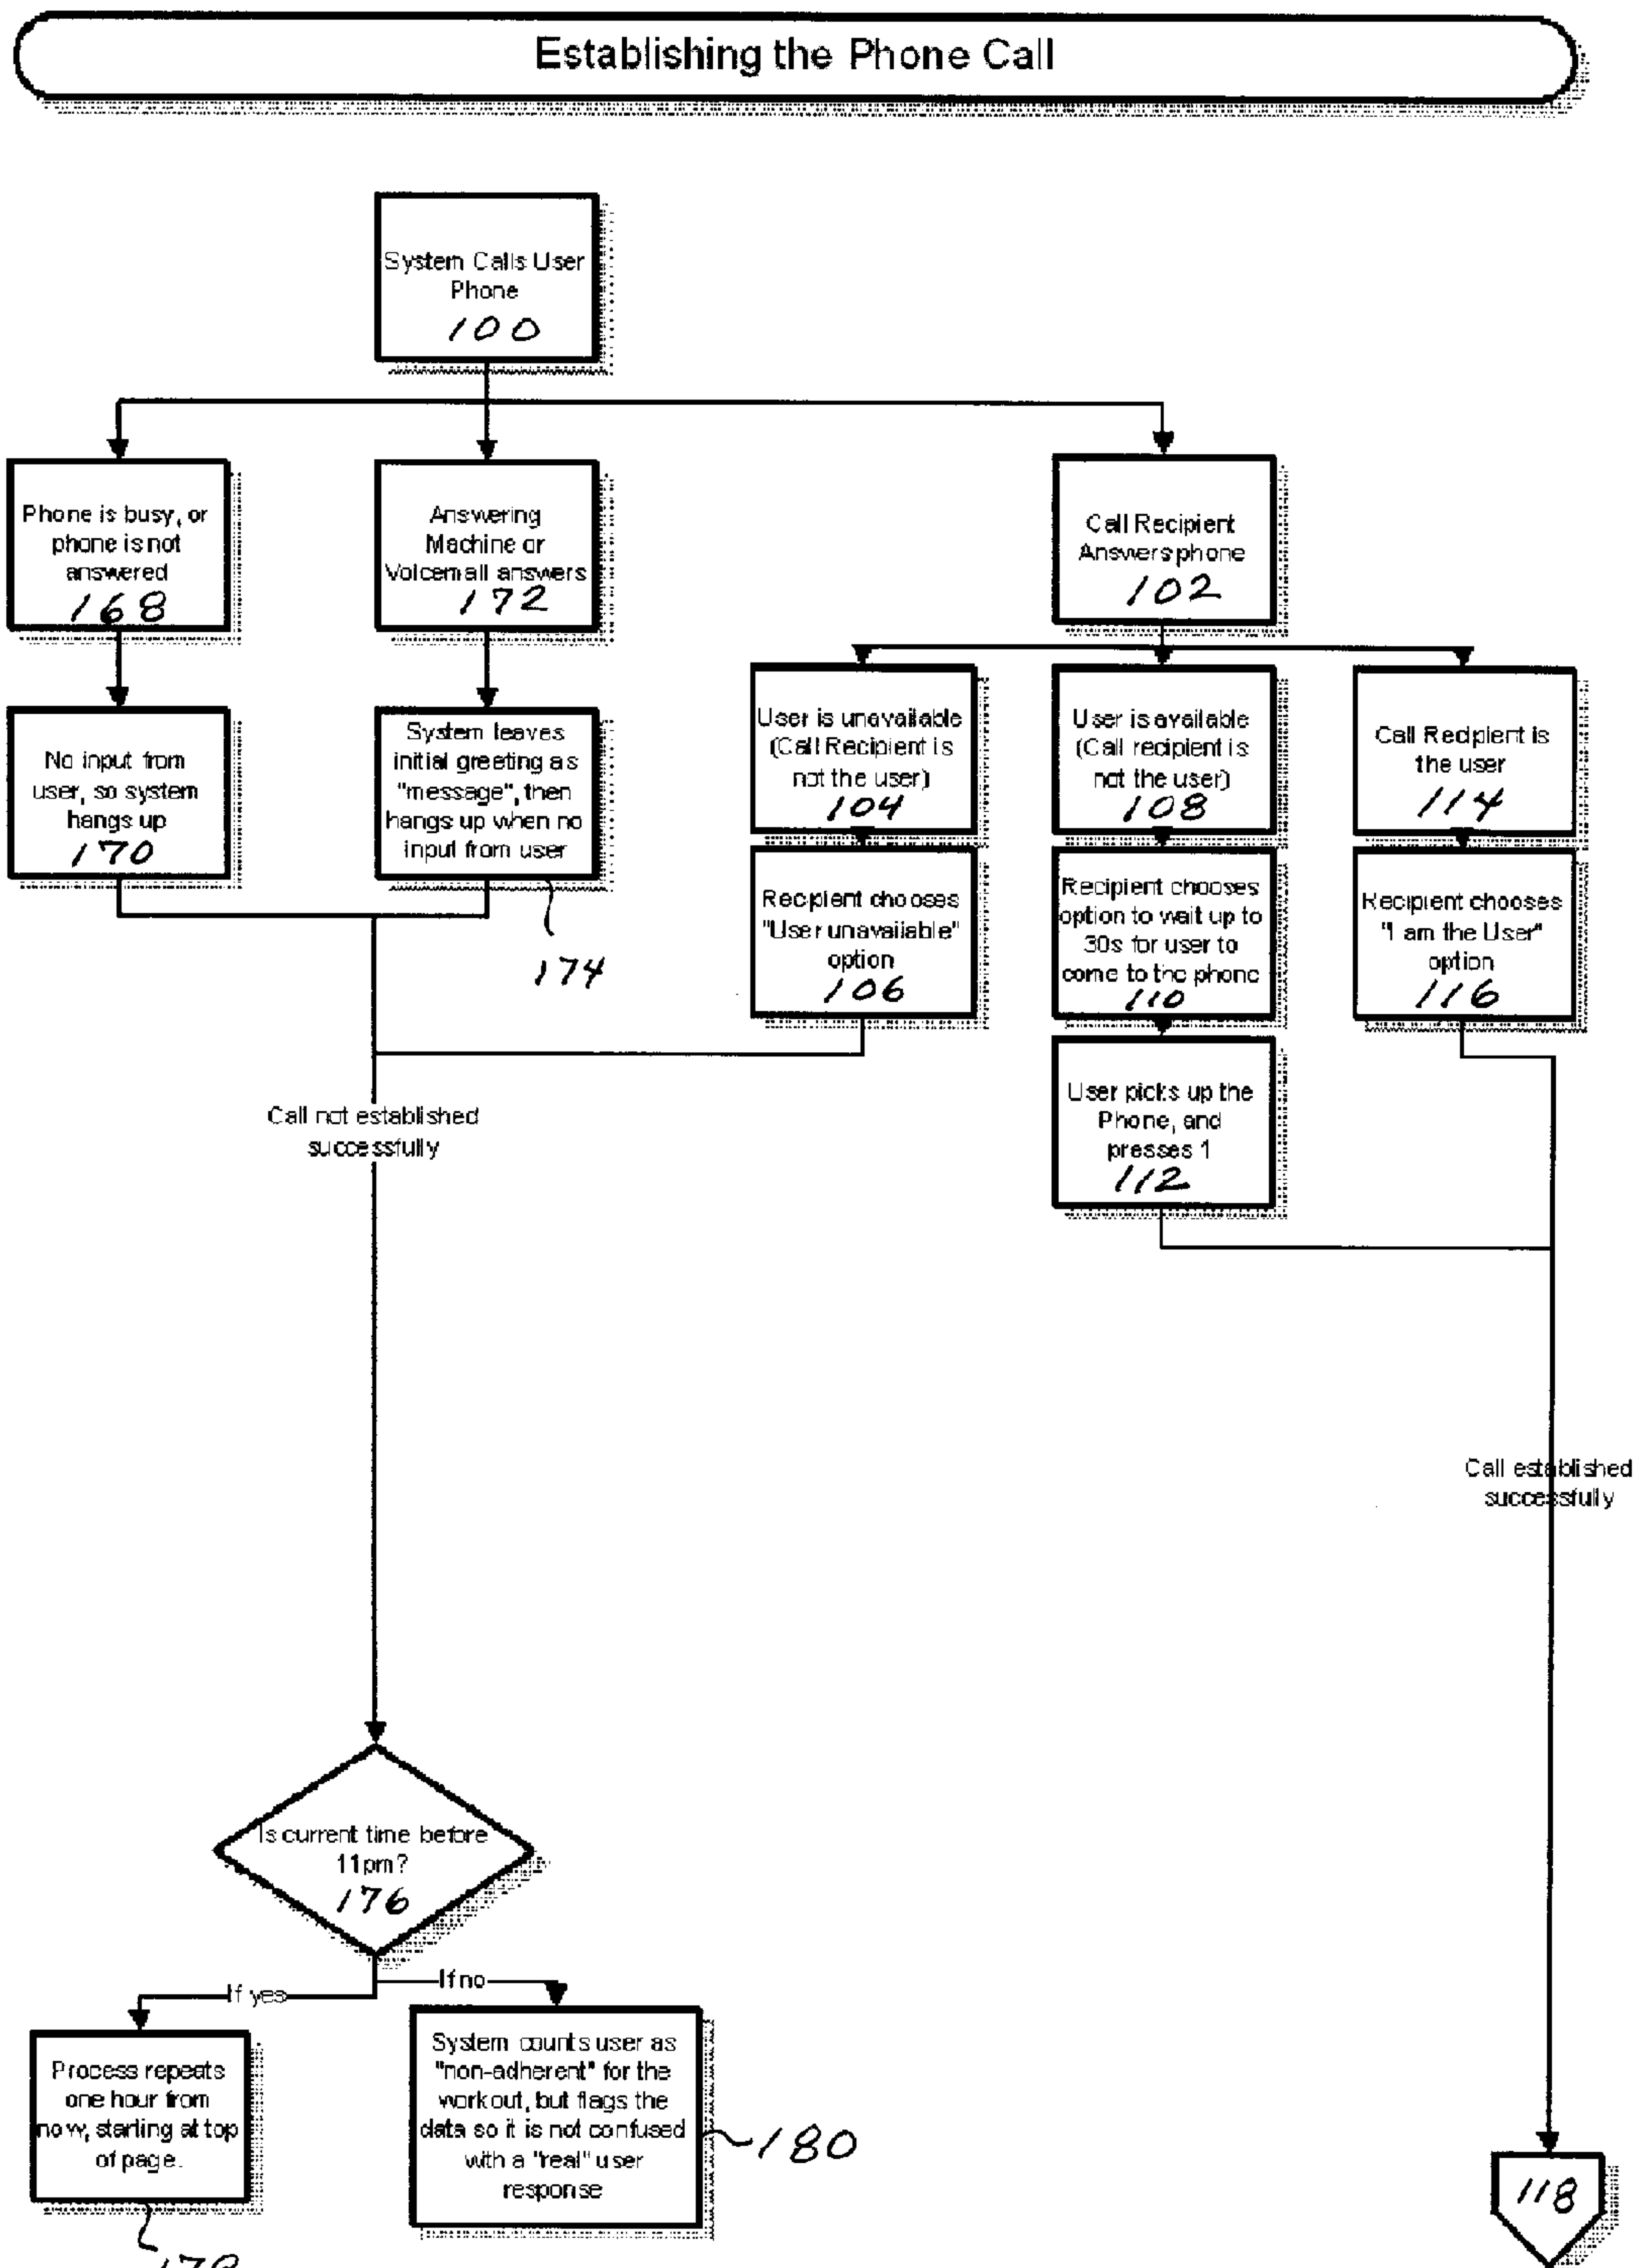 Establishing the Phone Call
System Calls User
Phone
100
Phone is busy, or
phone is not
answered
168
Answering
Machine or
Voicemail answers
172
Call Recipient
Answers phone
102
No input from
user, so system
hangs up
170
System leaves
initial greeting as
"message", then
hangs up when no
input from user
174
User is unavailable
(Call Recipient is
not the user)
104
User is available
(Call recipient is
not the user)
108
Call Recipient is
the user
114
Recipient chooses
"User unavailable"
option
106
Recipient chooses
option to wait up to
30s for user to
come to the phone
110
Recipient chooses
"I am the User"
option
116
User picks up the
Phone, and
presses 1
112
Call not established
successfully
Call established
successfully
Is current time before
11pm?
176
If yes
If no
Process repeats
one hour from
now, starting at top
of page.
System counts user as
"non-adherent" for the
workout, but flags the
data so it is not confused
with a "real" user
response
180
118